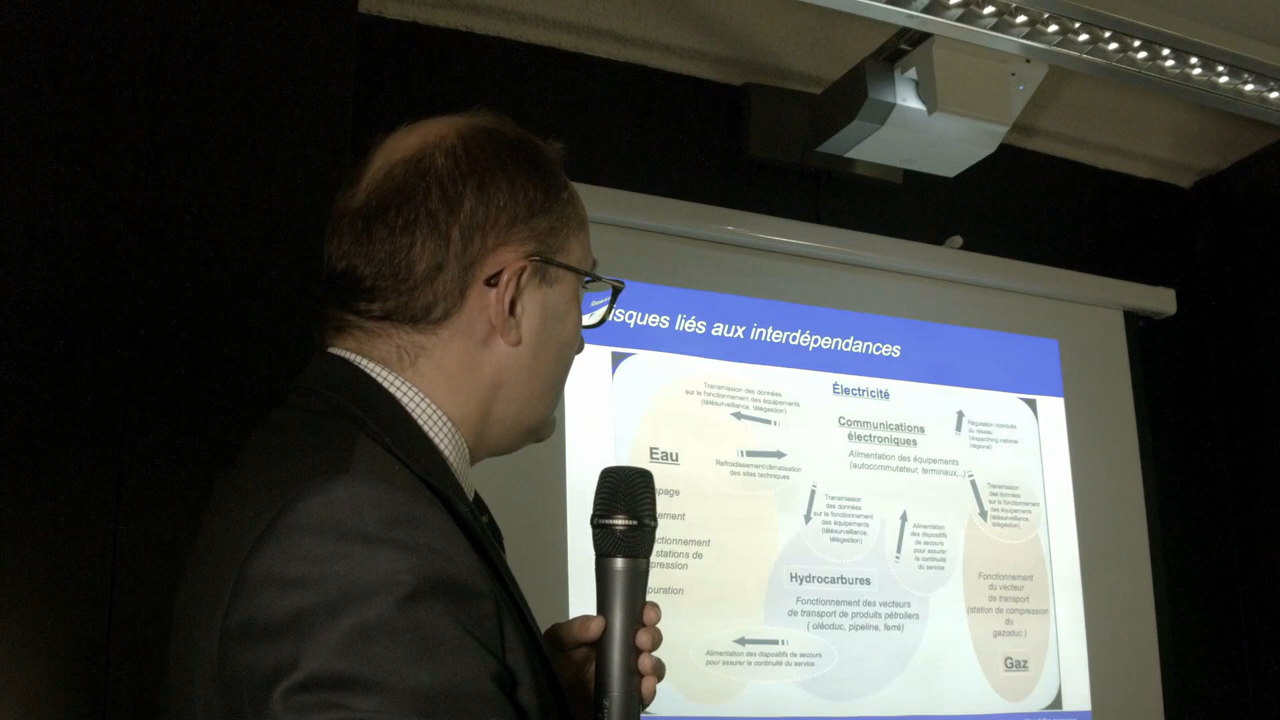 isques liés aux interdépendances
Électricité
Transmission des données
sur le fonctionnement des équipements
(télésurveillance, télégestion)
Communications
électroniques
Alimentation des équipements
(autocommutateur, terminaux,..)
du réseau
(dispatching national
régional)
Eau
Refroidissement/climatisation
des sites techniques
Transmission
des données
sur le fonctionnement
des équipements
(télésurveillance,
télégestion)
Transmission
des données
sur le fonctionnement
des équipements
(télésurveillance,
télégestion)
Alimentation
des dispositifs
de secours
pour assurer
la continuité
du service
page
ement
ctionnement
stations de
pression
puration
SENNHEISER
Hydrocarbures
Fonctionnement des vecteurs
de transport de produits pétroliers
( oléoduc, pipeline, ferré)
Fonctionnement
du vecteur
de transport
(station de compression
du
gazoduc )
Gaz
Alimentation des dispositifs de secours
pour assurer la continuité du service